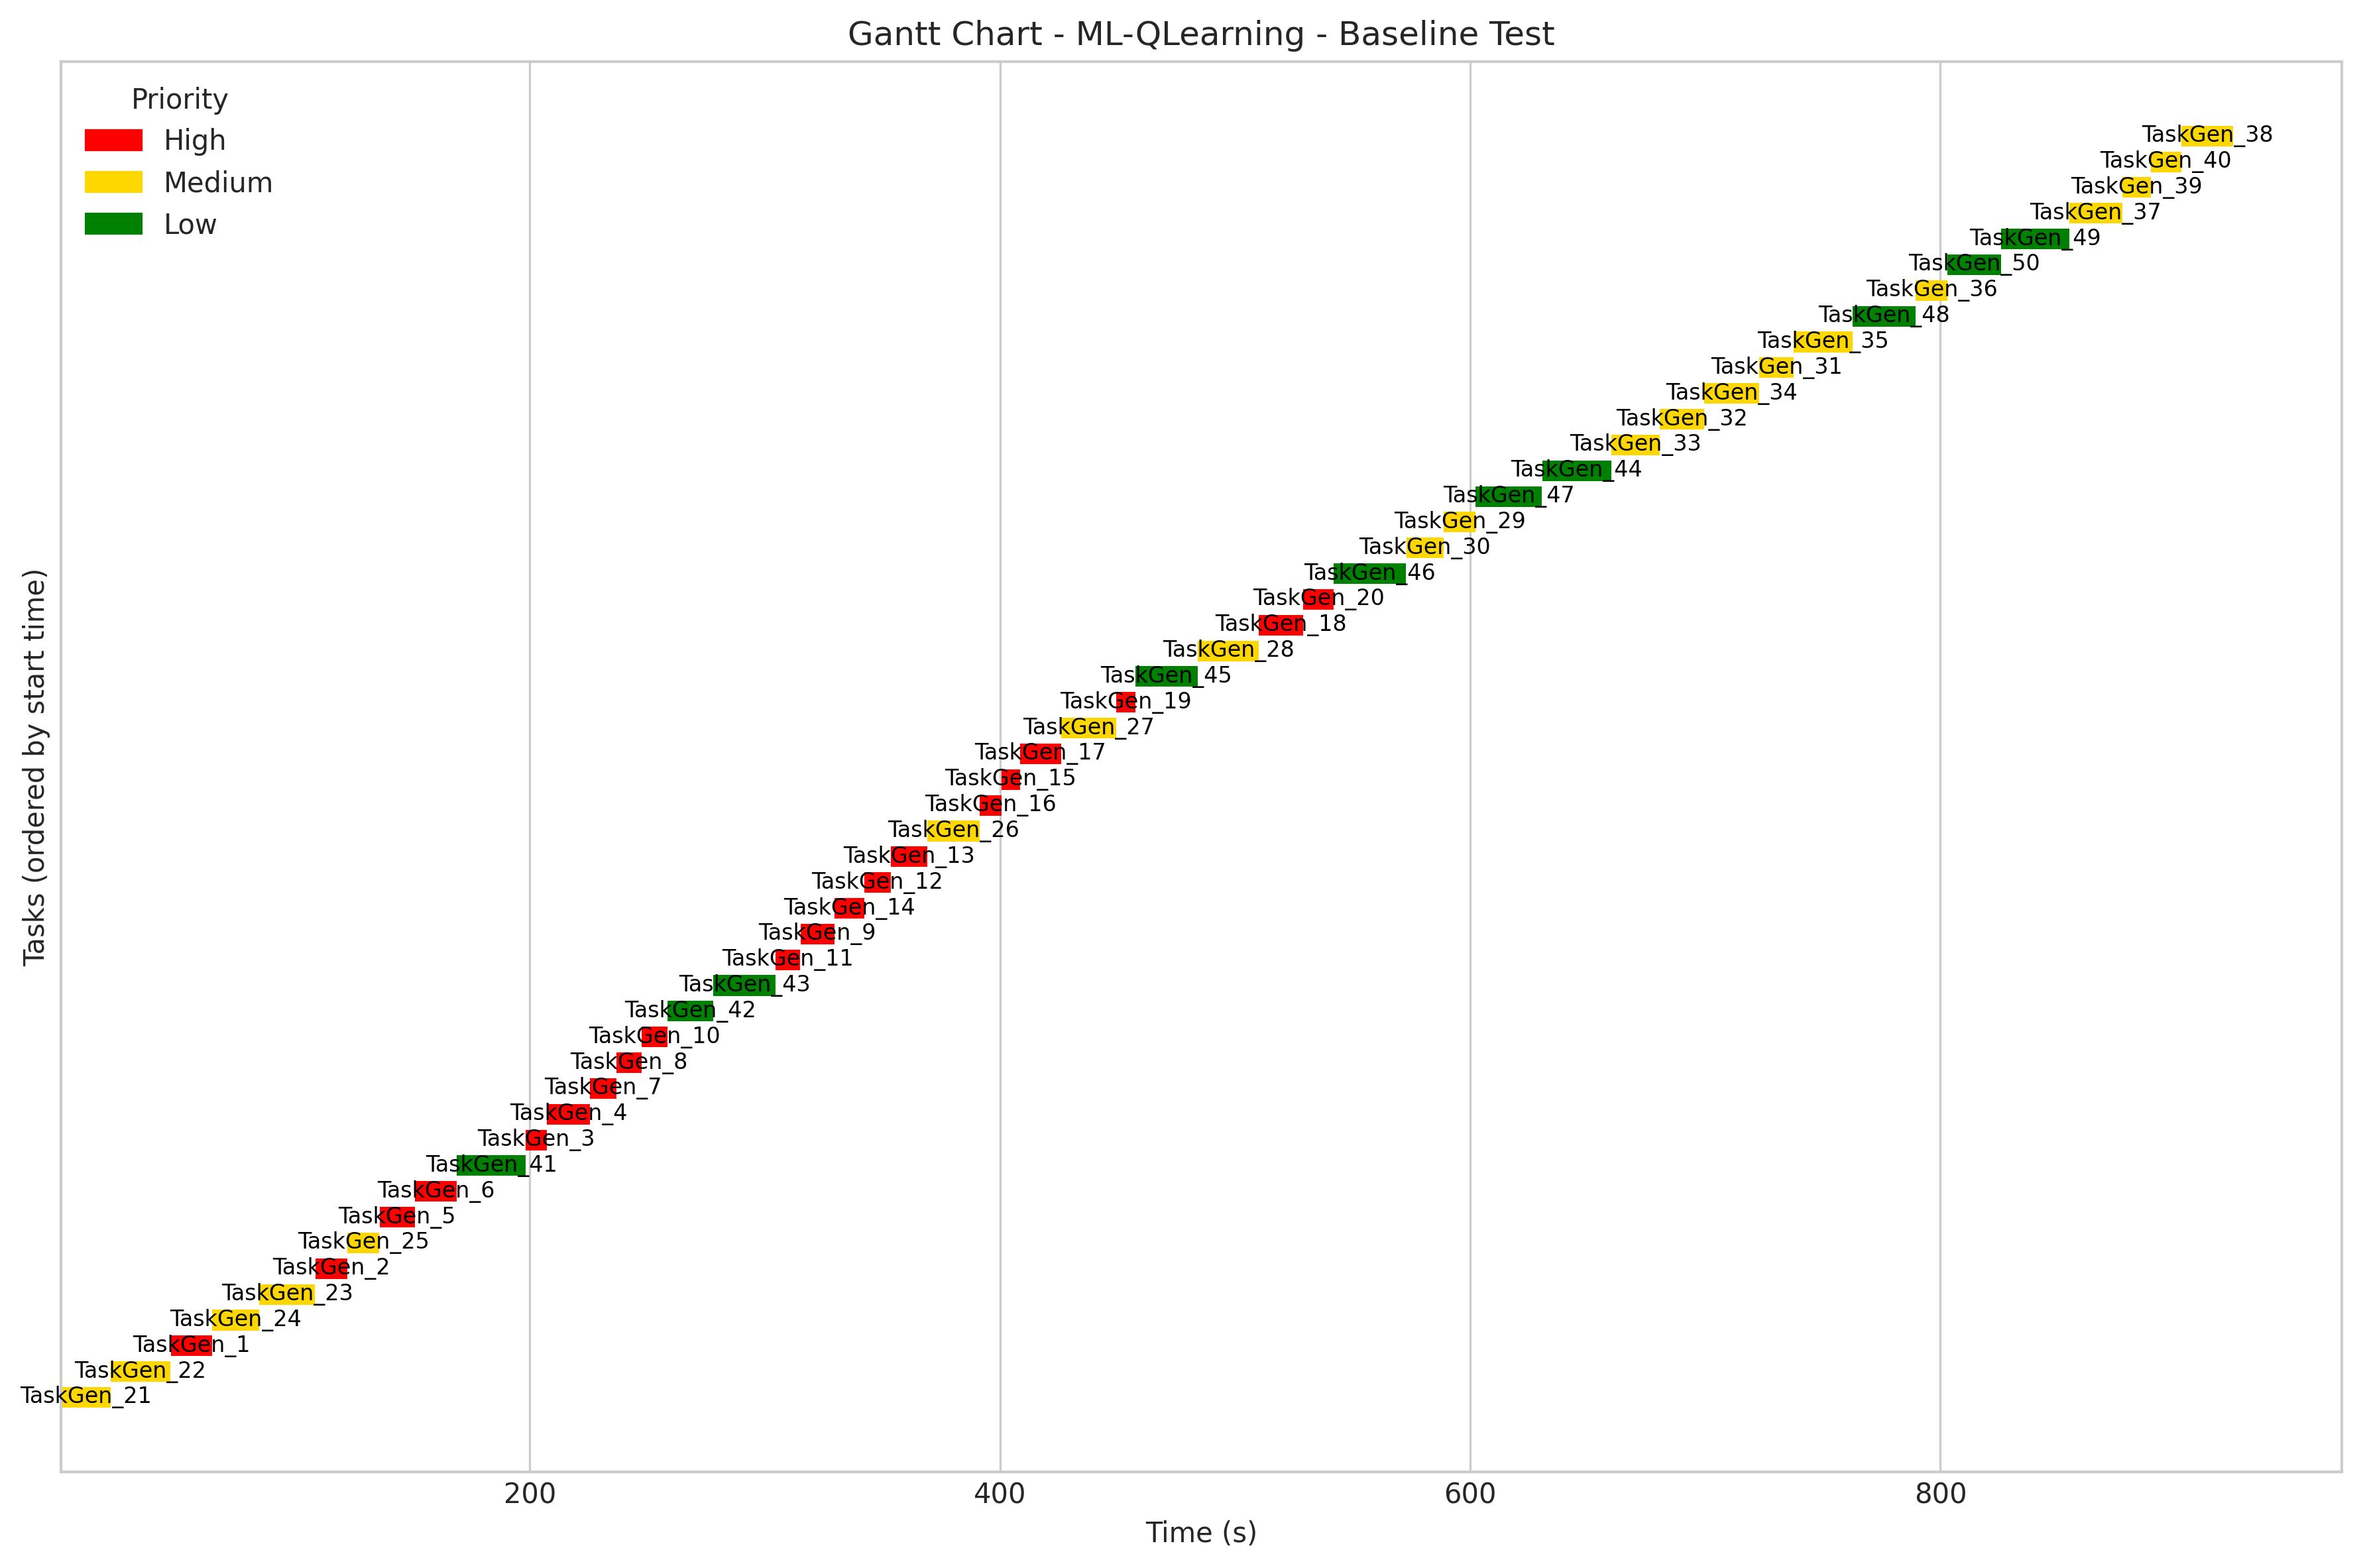 Gantt Chart - ML-QLearning - Baseline Test
Priority
High
Medium
Low
TaskGen_38
TaskGen_40
TaskGen_39
TaskGen_37
TaskGen_49
TaskGen_50
TaskGen_36
TaskGen_48
TaskGen_35
TaskGen_31
TaskGen_34
TaskGen_32
TaskGen_33
TaskGen_44
TaskGen_47
TaskGen_29
TaskGen_30
TaskGen_46
TaskGen_20
TaskGen_18
TaskGen_28
TaskGen_45
TaskGen_19
TaskGen_27
TaskGen_17
TaskGen_15
TaskGen_16
TaskGen_26
TaskGen_13
TaskGen_12
TaskGen_14
TaskGen_9
TaskGen_11
TaskGen_43
TaskGen_42
TaskGen_10
TaskGen_8
TaskGen_7
TaskGen_4
TaskGen_3
TaskGen_41
TaskGen_6
TaskGen_5
TaskGen_25
TaskGen_2
TaskGen_23
TaskGen_24
TaskGen_1
TaskGen_22
TaskGen_21
Tasks (ordered by start time)
200 400 600 800
Time (s)